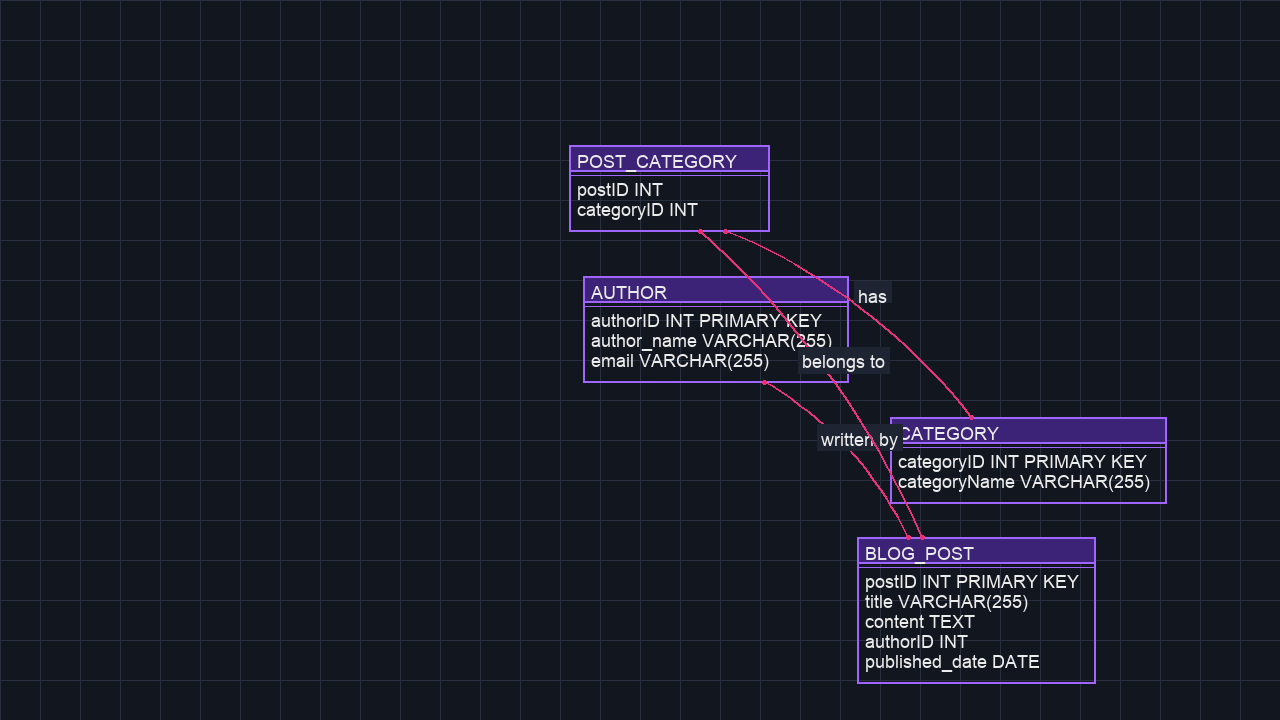 POST_CATEGORY
postID INT
categoryID INT
AUTHOR
authorID INT PRIMARY KEY
author_name VARCHAR(255)
email VARCHAR(255)
has
belongs to
written by
CATEGORY
categoryID INT PRIMARY KEY
categoryName VARCHAR(255)
BLOG_POST
postID INT PRIMARY KEY
title VARCHAR(255)
content TEXT
authorID INT
published_date DATE